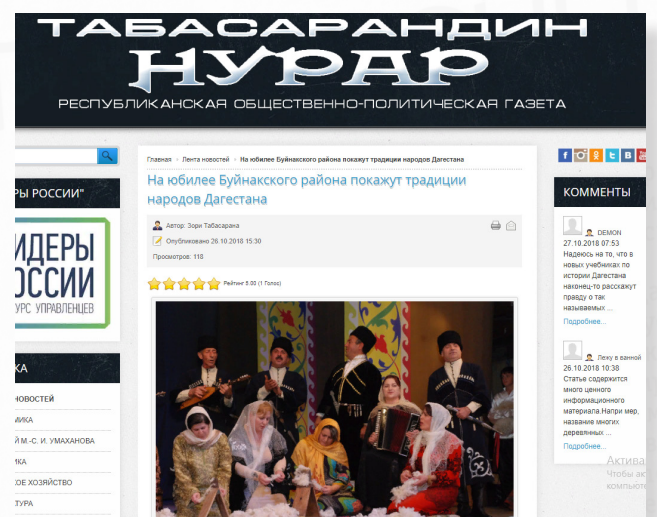 ТАБАСАРАНДИН
НУРАР
РЕСПУБЛИКАНСКАЯ ОБЩЕСТВЕННО-ПОЛИТИЧЕСКАЯ ГАЗЕТА
Главная » Лента новостей » На юбилее Буйнакского района покажут традиции народов Дагестана
На юбилее Буйнакского района покажут традиции
народов Дагестана
Автор: Зори Табасарана
Опубликовано 26.10.2018 15:30
Просмотров: 118
Рейтинг 5.00 (1 Голос)
РЫ РОССИИ"
ИДЕРЫ
ОССИИ
УРС УПРАВЛЕНЦЕВ
КА
НОВОСТЕЙ
МИКА
Й М.-С. И. УМАХАНОВА
ИКА
ОЕ ХОЗЯЙСТВО
ТУРА
КОММЕНТЫ
DEMON
27.10.2018 07:53
Надеюсь на то, что в
новых учебниках по
истории Дагестана
наконец-то расскажут
правду о так
называемых ...
Подробнее...
Лежу в ванной
26.10.2018 10:38
Статье содержится
много ценного
информационного
материала.Напри мер,
название многих
деревянных ...
Подробнее...
Актива
Чтобы ак
компьют